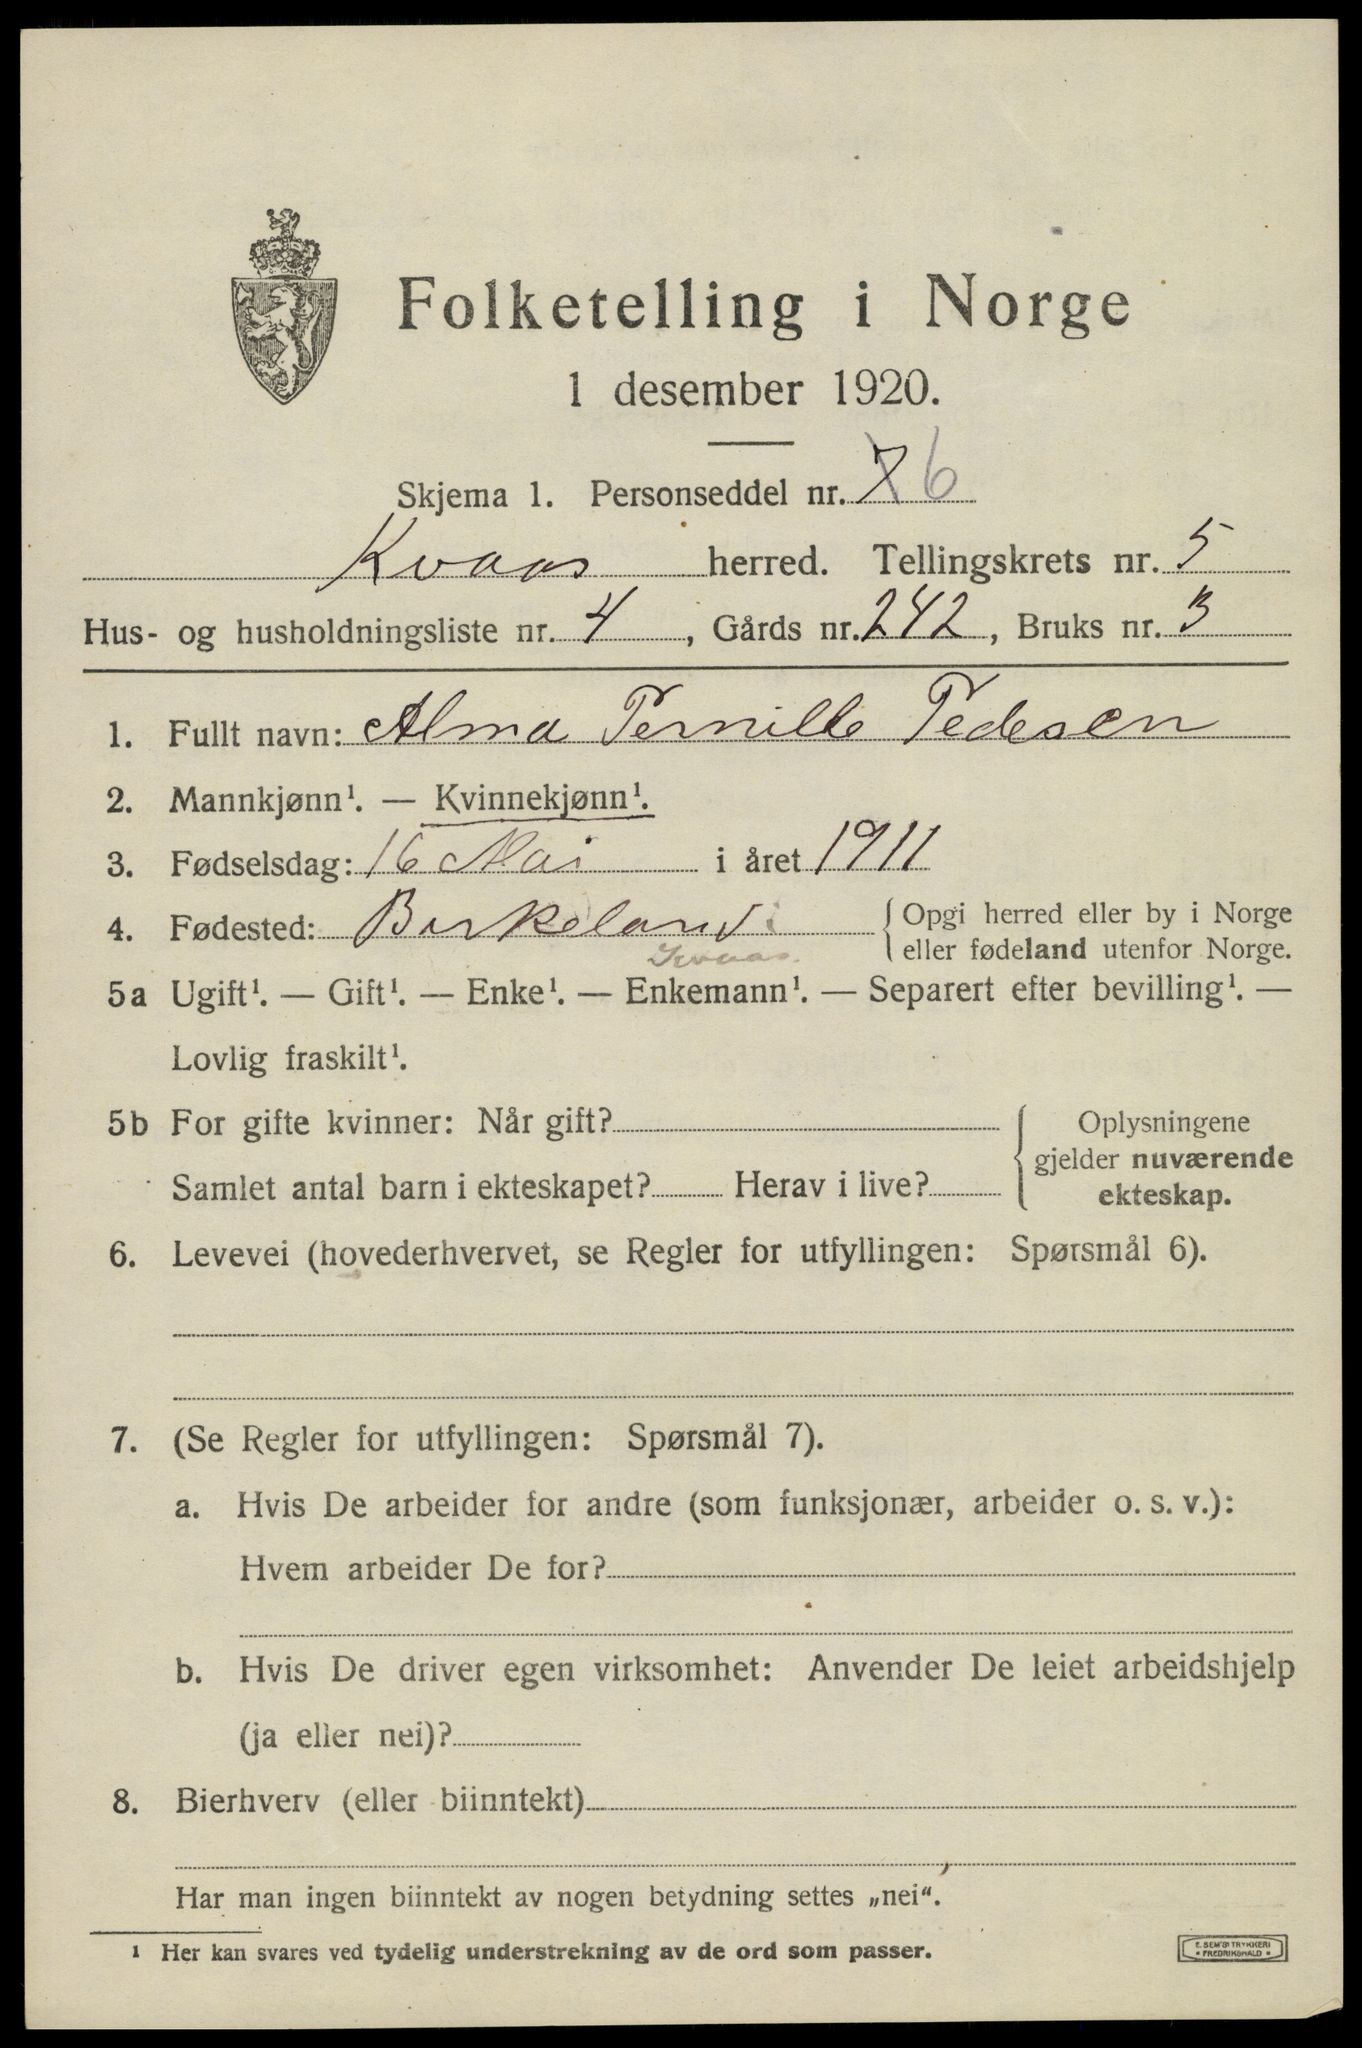 Folketelling i Norge
1 desember 1920.
Skjema 1. Personseddel nr. 7 6
Kvaas herred. Tellingskrets nr. 5
Hus- og husholdningsliste nr. 4, Gårds nr. 242, Bruks nr. 3
1. Fullt navn: Alma Pernille Pedesen
2. Mannkjønn¹. — Kvinnekjønn¹.
3. Fødselsdag: 16 Mai i året 1911
4. Fødested: Birkeland i { Opgi herred eller by i Norge
eller fødeland utenfor Norge.
Kvaas.
5a Ugift¹. — Gift¹. — Enke¹. — Enkemann¹. — Separert efter bevilling¹. —
Lovlig fraskilt¹.
5b For gifte kvinner: Når gift? { Oplysningene
gjelder nuværende
Samlet antal barn i ekteskapet? Herav i live? ekteskap.
6. Levevei (hovederhvervet, se Regler for utfyllingen: Spørsmål 6).
7. (Se Regler for utfyllingen: Spørsmål 7).
a. Hvis De arbeider for andre (som funksjonær, arbeider o. s. v.):
Hvem arbeider De for?
b. Hvis De driver egen virksomhet: Anvender De leiet arbeidshjelp
(ja eller nei)?
8. Bierhverv (eller biinntekt)
Har man ingen biinntekt av nogen betydning settes „nei“.
¹ Her kan svares ved tydelig understrekning av de ord som passer.
E. SEM'S TRYKKERI
• FREDRIKSHALD •